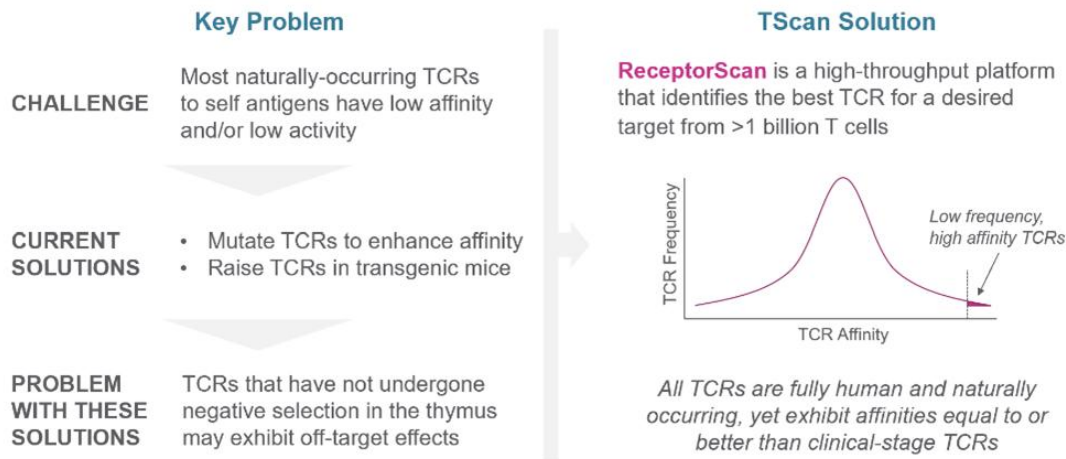 Key Problem
CHALLENGE
Most naturally-occurring TCRs
to self antigens have low affinity
and/or low activity
CURRENT
SOLUTIONS
• Mutate TCRs to enhance affinity
• Raise TCRs in transgenic mice
PROBLEM
WITH THESE
SOLUTIONS
TCRs that have not undergone
negative selection in the thymus
may exhibit off-target effects
TScan Solution
ReceptorScan is a high-throughput platform
that identifies the best TCR for a desired
target from >1 billion T cells
TCR Frequency
Low frequency,
high affinity TCRs
TCR Affinity
All TCRs are fully human and naturally
occurring, yet exhibit affinities equal to or
better than clinical-stage TCRs